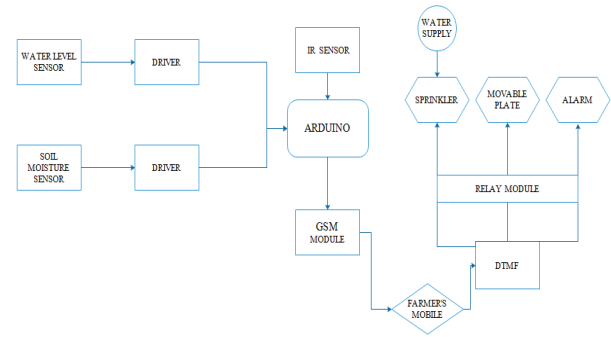 WATER LEVEL
SENSOR
DRIVER
IR SENSOR
WATER
SUPPLY
SPRINKLER
MOVABLE
PLATE
ALARM
ARDUINO
SOIL
MOISTURE
SENSOR
DRIVER
RELAY MODULE
GSM
MODULE
DTMF
FARMER'S
MOBILE